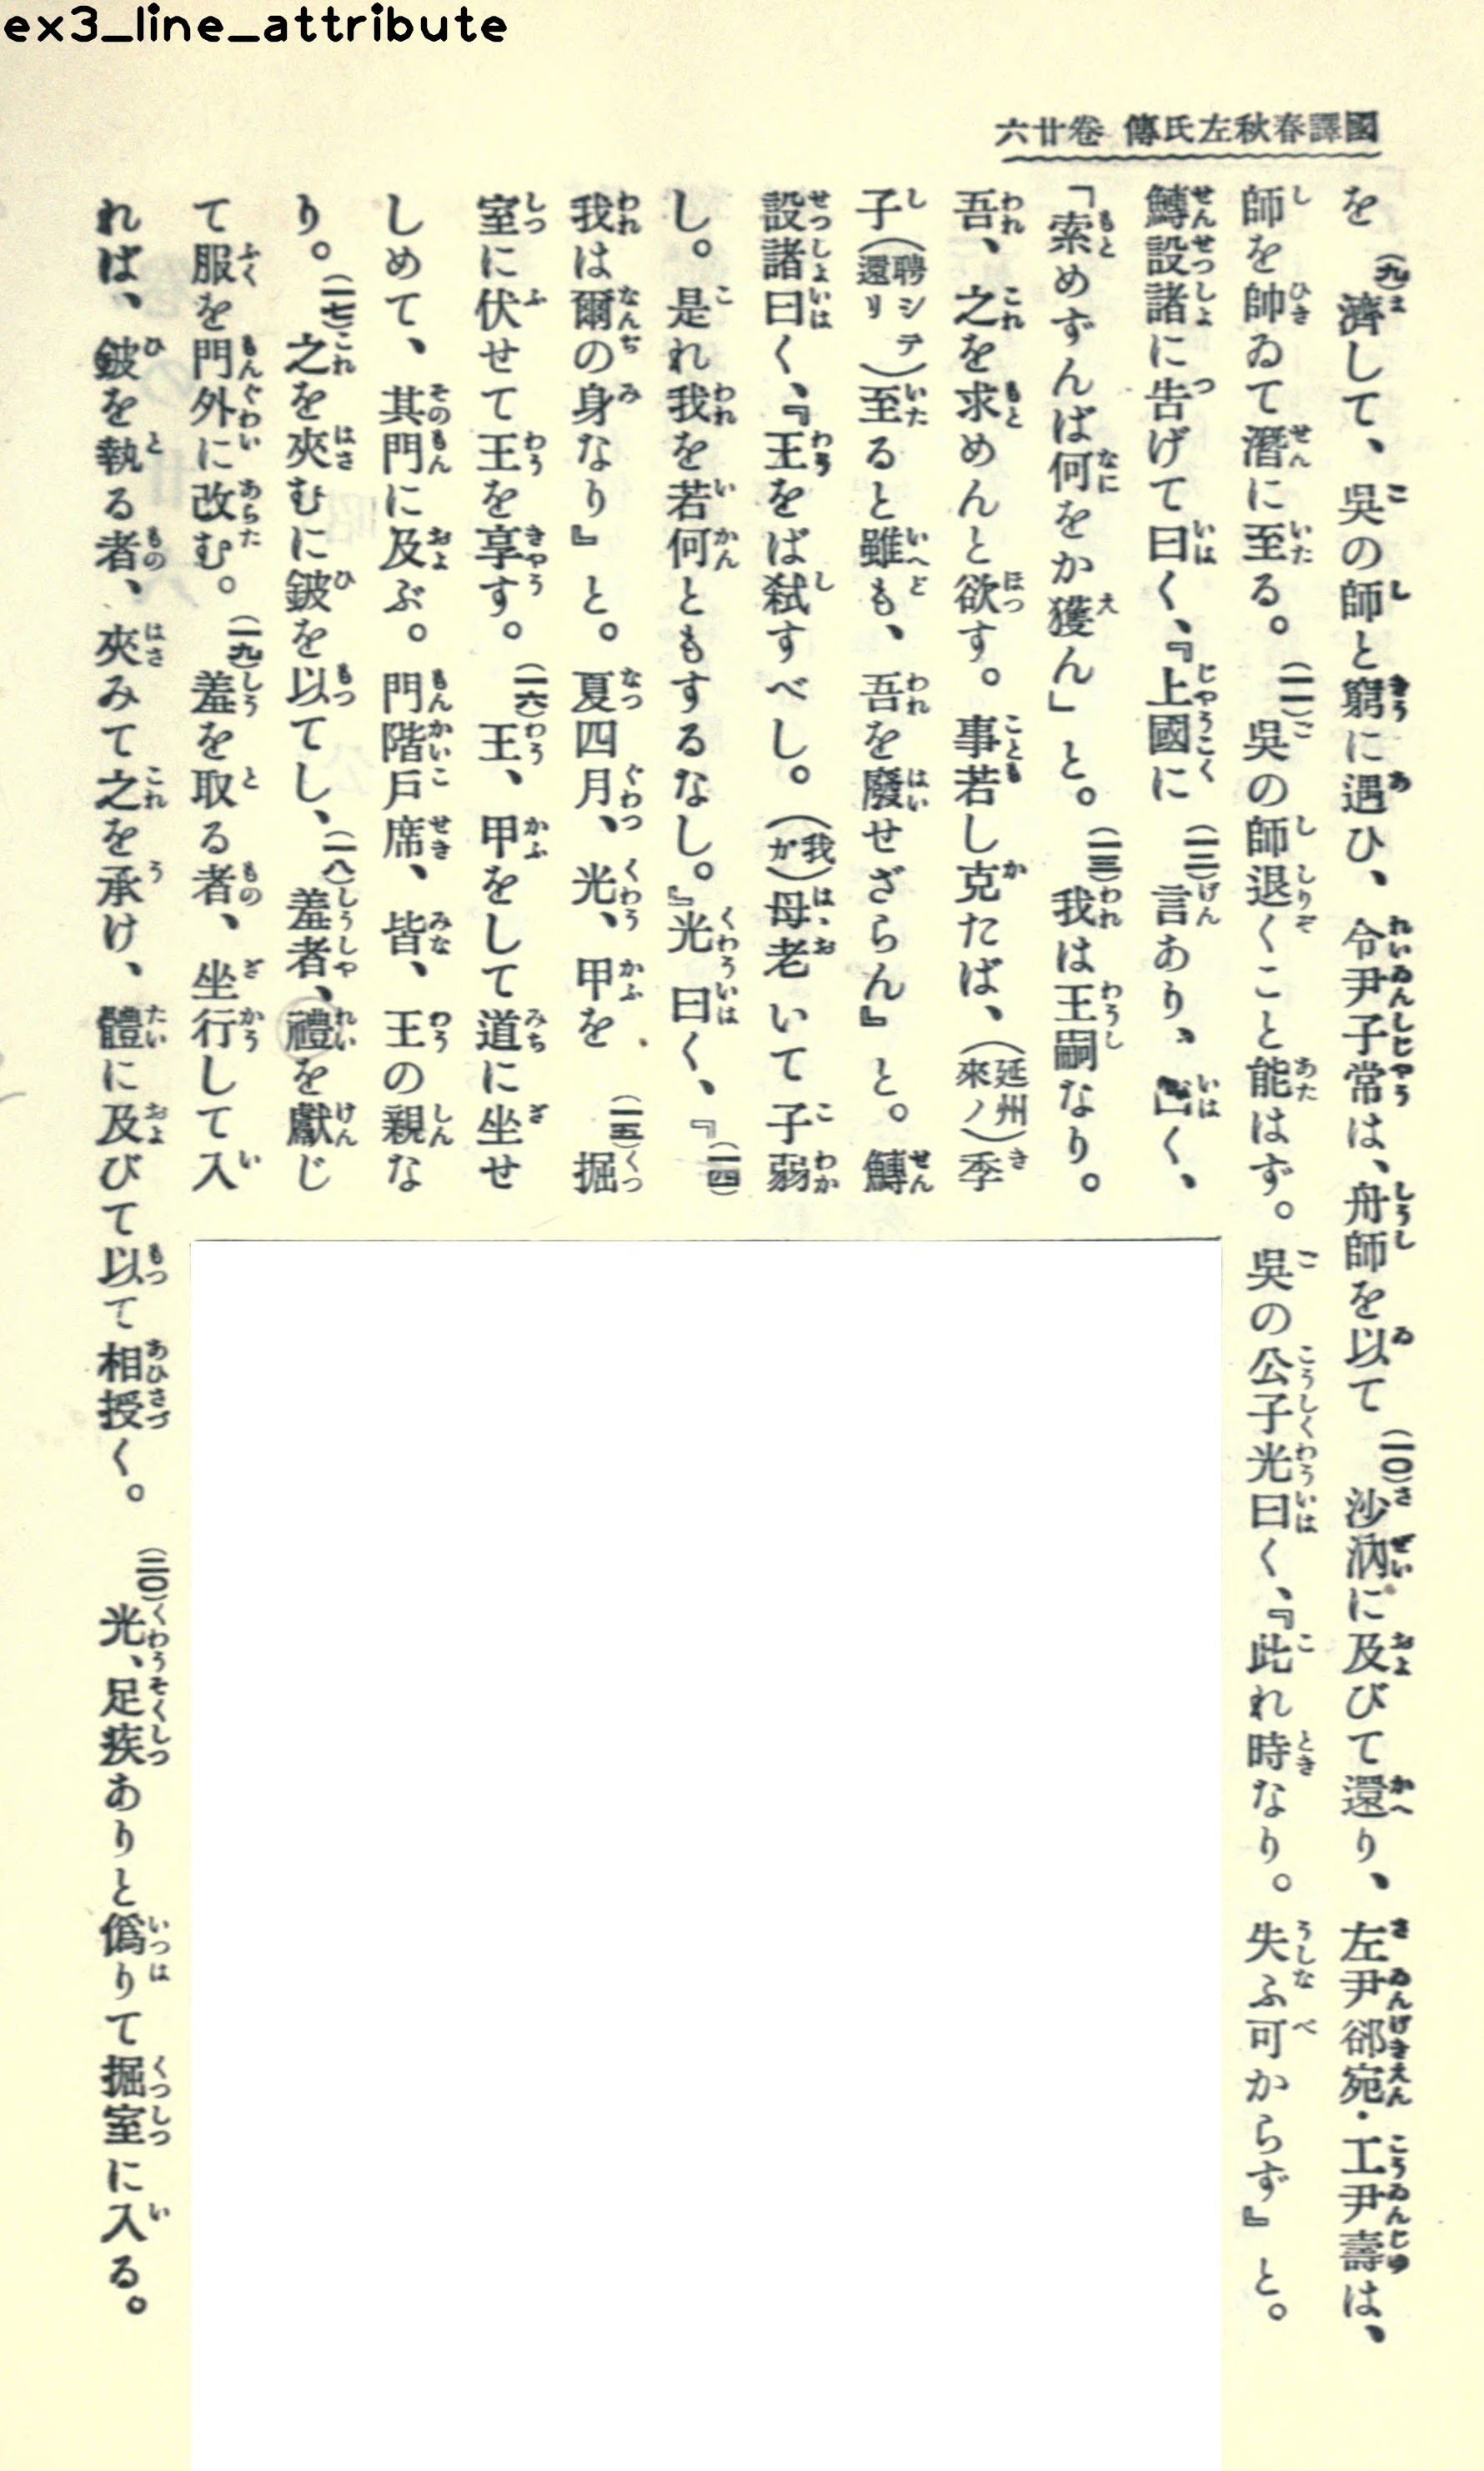 ex3_line_attribute
國譯春秋左氏傳 卷廿六
を(九)濟して、吳の師と窮に遇ひ、令尹子常は、舟師を以て(一〇)沙汭に及びて還り、左尹郤宛・工尹壽は、
師を帥ゐて潛に至る。(一一)吳の師退くこと能はず。吳の公子光曰く、『此れ時なり。失ふ可からず』と。
鱄設諸に告げて曰く、『上國に(一二)言あり、曰く、
「索めずんば何をか獲ん」と。(一三)我は王嗣なり。
吾、之を求めんと欲す。事若し克たば、(延州來ノ)季
子(聘シテ還リ)至ると雖も、吾を廢せざらん』と。鱄
設諸曰く、『王をば弑すべし。(我ガ)母老いて子弱
し。是れ我を若何ともするなし。』光曰く、『(一四)
我は爾の身なり』と。夏四月、光、甲を(一五)掘
室に伏せて王を享す。(一六)王、甲をして道に坐せ
しめて、其門に及ぶ。門階戶席、皆、王の親な
り。(一七)之を夾むに鈹を以てし、(一八)羞者、禮を獻じ
て服を門外に改む。(一九)羞を取る者、坐行して入
れば、鈹を執る者、夾みて之を承け、體に及びて以て相授く。(二〇)光、足疾ありと僞りて掘室に入る。